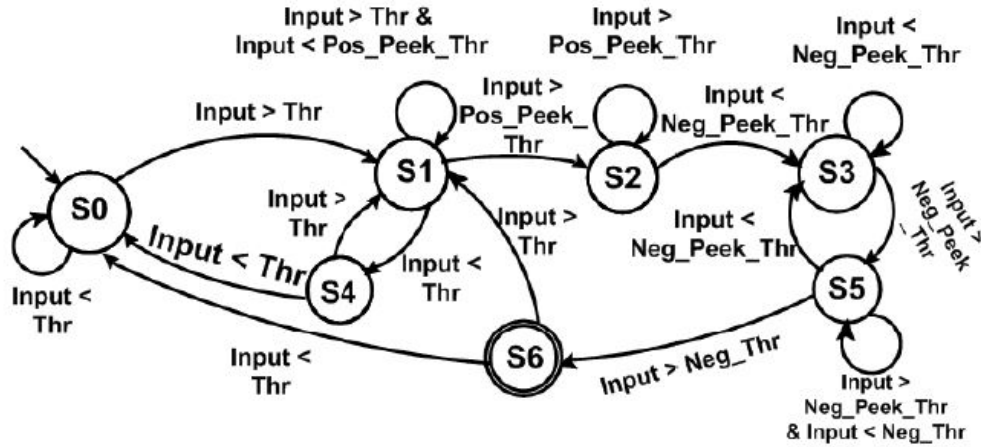 Input > Thr &
Input < Pos_Peek_Thr
Input >
Pos_Peek_Thr
Input <
Neg_Peek_Thr
Input > Thr
Input >
Pos_Peek_
Thr
Input <
Neg_Peek_Thr
S0
S1
S2
S3
Input >
Thr
Input < Thr
Input <
Thr
Input >
Thr
Input <
Neg_Peek_Thr
Input >
Neg_Peek
_Thr
S4
S5
S6
Input <
Thr
Input <
Thr
Input > Neg_Thr
Input >
Neg_Peek_Thr
& Input < Neg_Thr